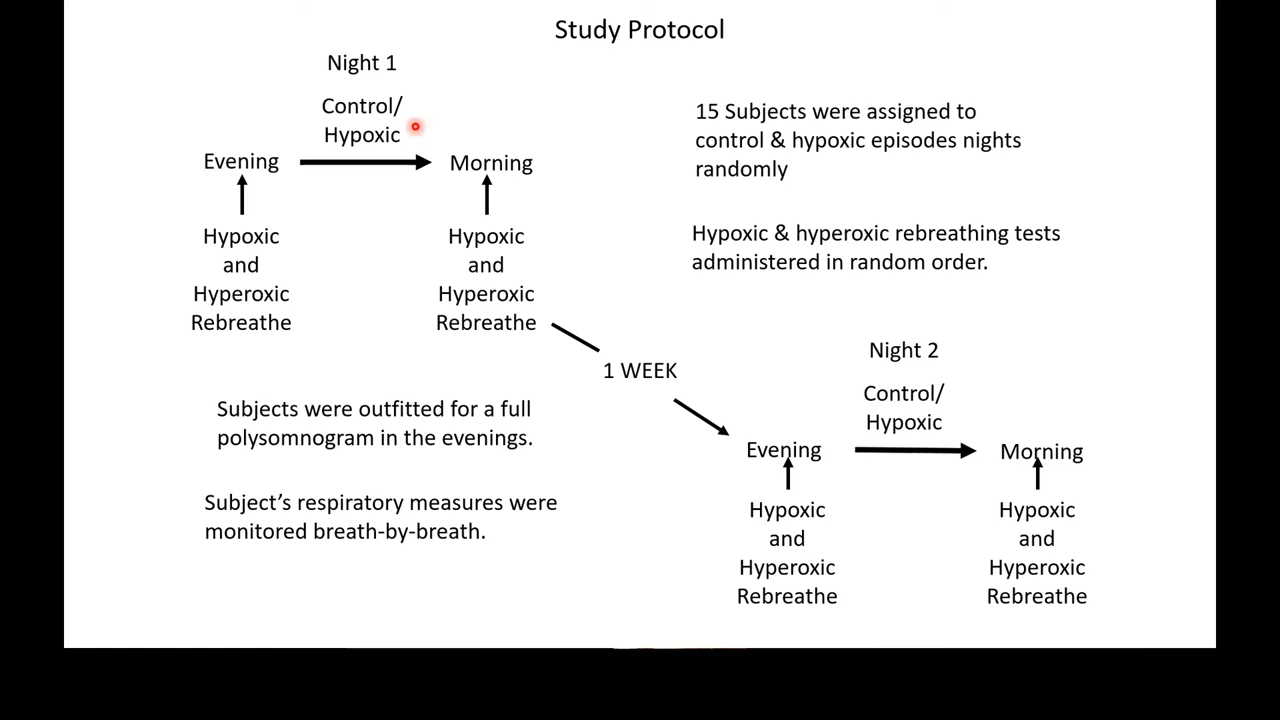 Study Protocol
Night 1
Control/
Hypoxic
Evening
Morning
Hypoxic
and
Hyperoxic
Rebreathe
Hypoxic
and
Hyperoxic
Rebreathe
15 Subjects were assigned to
control & hypoxic episodes nights
randomly
Hypoxic & hyperoxic rebreathing tests
administered in random order.
1 WEEK
Subjects were outfitted for a full
polysomnogram in the evenings.
Subject’s respiratory measures were
monitored breath-by-breath.
Night 2
Control/
Hypoxic
Evening
Morning
Hypoxic
and
Hyperoxic
Rebreathe
Hypoxic
and
Hyperoxic
Rebreathe